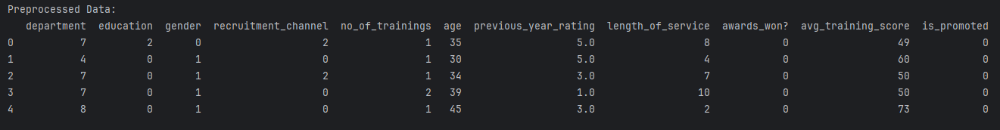 Preprocessed Data:
department education gender recruitment_channel no_of_trainings age previous_year_rating length_of_service awards_won? avg_training_score is_promoted
0 7 2 0 2 1 35 5.0 8 0 49 0
1 4 0 1 0 1 30 5.0 4 0 60 0
2 7 0 1 2 1 34 3.0 7 0 50 0
3 7 0 1 0 2 39 1.0 10 0 50 0
4 8 0 1 0 1 45 3.0 2 0 73 0